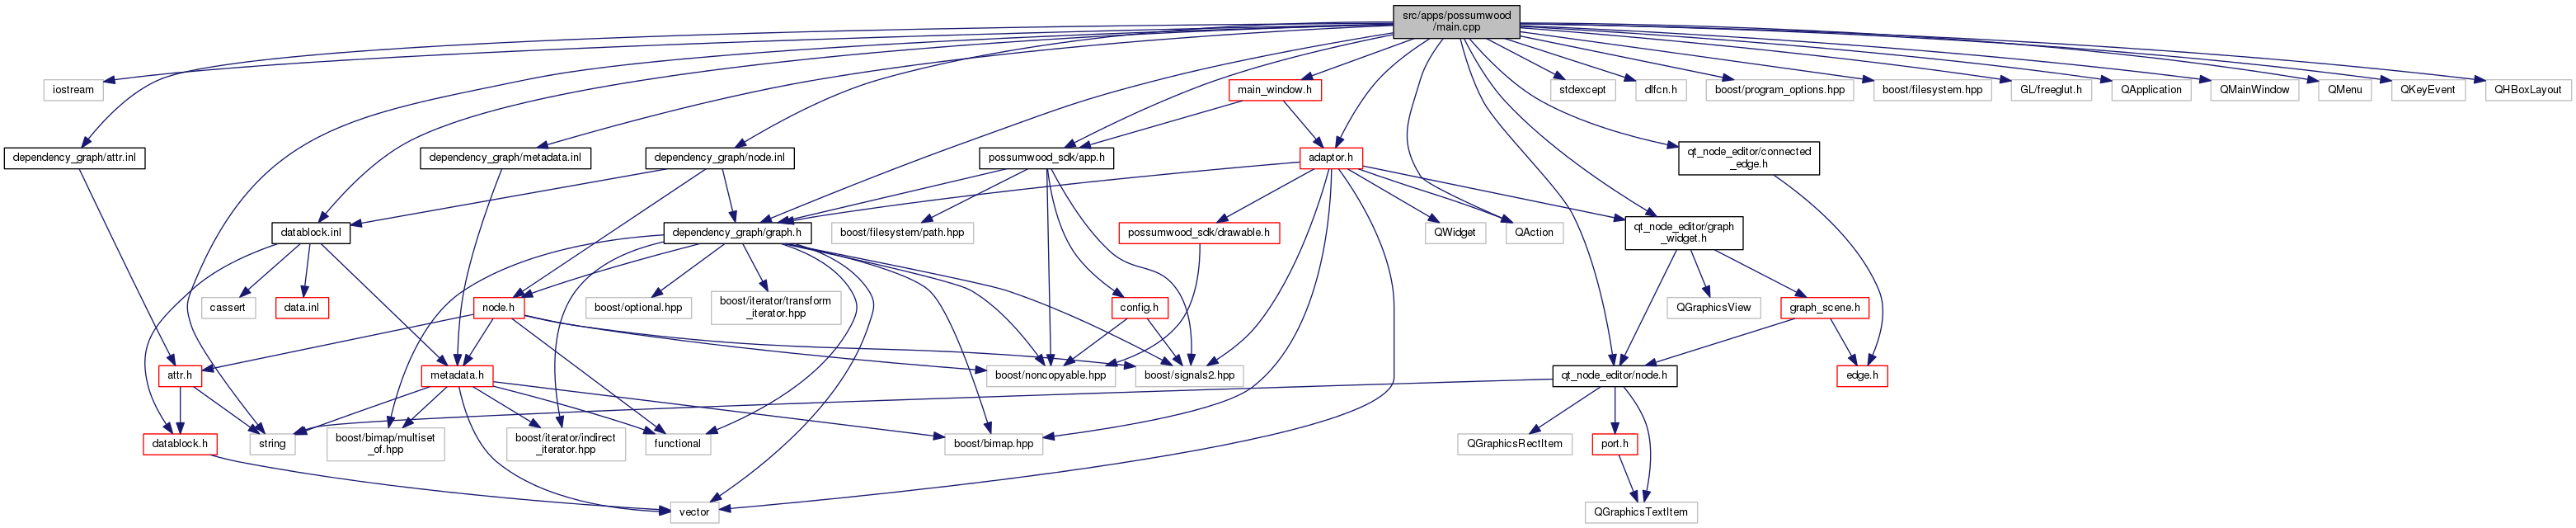 src/apps/possumwood
/main.cpp
iostream
main_window.h
stdexcept
dlfcn.h
boost/program_options.hpp
boost/filesystem.hpp
GL/freeglut.h
QApplication
QMainWindow
QMenu
QKeyEvent
QHBoxLayout
dependency_graph/attr.inl
dependency_graph/metadata.inl
dependency_graph/node.inl
possumwood_sdk/app.h
adaptor.h
qt_node_editor/connected
_edge.h
datablock.inl
dependency_graph/graph.h
boost/filesystem/path.hpp
possumwood_sdk/drawable.h
QWidget
QAction
qt_node_editor/graph
_widget.h
cassert
data.inl
node.h
boost/optional.hpp
boost/iterator/transform
_iterator.hpp
config.h
QGraphicsView
graph_scene.h
attr.h
metadata.h
boost/noncopyable.hpp
boost/signals2.hpp
qt_node_editor/node.h
edge.h
datablock.h
string
boost/bimap/multiset
_of.hpp
boost/iterator/indirect
_iterator.hpp
functional
boost/bimap.hpp
QGraphicsRectItem
port.h
vector
QGraphicsTextItem